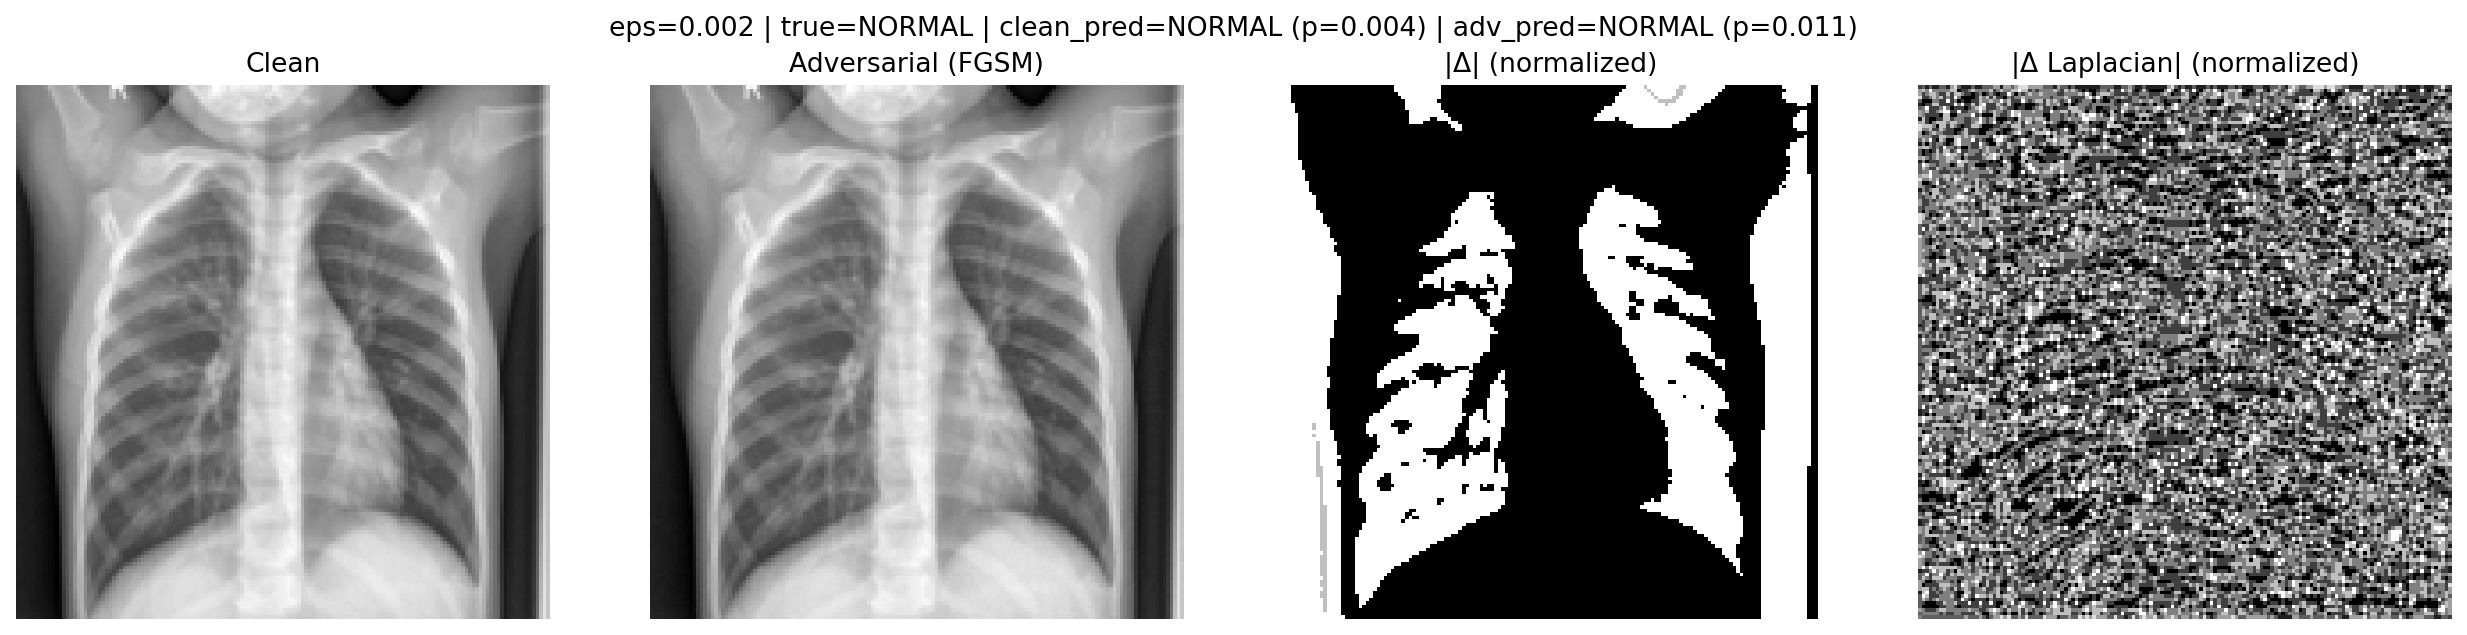 eps=0.002 | true=NORMAL | clean_pred=NORMAL (p=0.004) | adv_pred=NORMAL (p=0.011)
Clean
Adversarial (FGSM)
|Δ| (normalized)
|Δ Laplacian| (normalized)